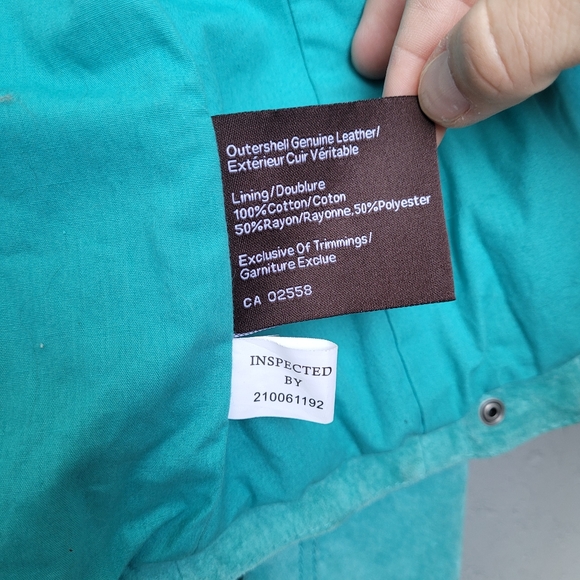 Outershell Genuine Leather/
Extérieur Cuir Véritable
Lining/Doublure
100%Cotton/Coton
50%Rayon/Rayonne,50%Polyester
Exclusive Of Trimmings/
Garniture Exclue
CA 02558
INSPECTED
BY
210061192